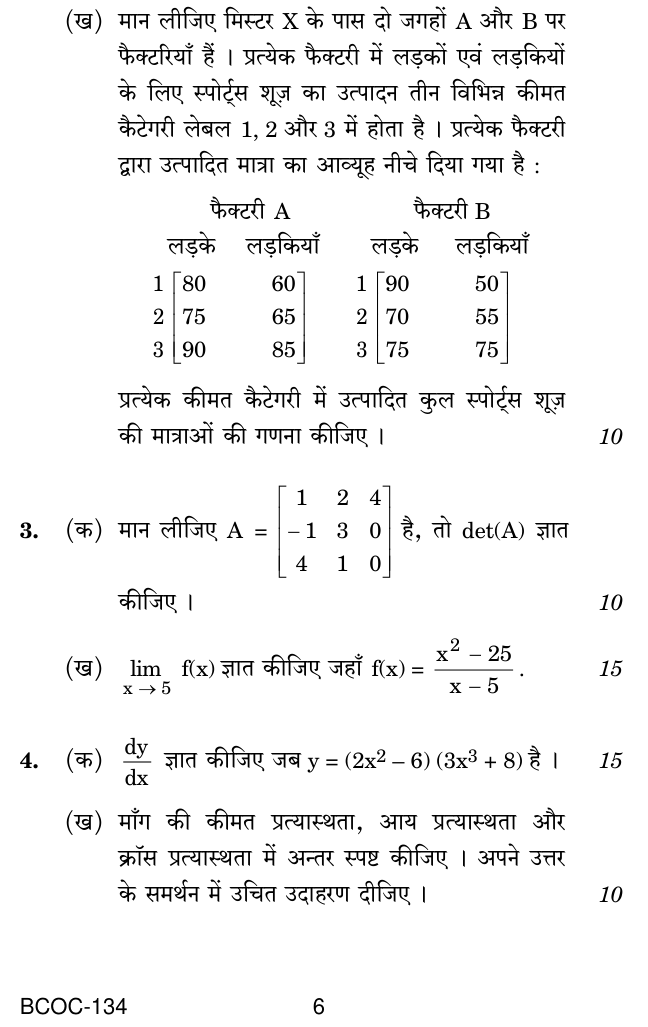 (ख) मान लीजिए मिस्टर X के पास दो जगहों A और B पर
फैक्टरियाँ हैं । प्रत्येक फैक्टरी में लड़कों एवं लड़कियों
के लिए स्पोर्ट्स शूज़ का उत्पादन तीन विभिन्न कीमत
कैटेगरी लेबल 1, 2 और 3 में होता है । प्रत्येक फैक्टरी
द्वारा उत्पादित मात्रा का आव्यूह नीचे दिया गया है :
फैक्टरी A फैक्टरी B
लड़के लड़कियाँ लड़के लड़कियाँ
1 [80 60] 1 [90 50]
2 [75 65] 2 [70 55]
3 [90 85] 3 [75 75]
प्रत्येक कीमत कैटेगरी में उत्पादित कुल स्पोर्ट्स शूज़
की मात्राओं की गणना कीजिए । 10
3. (क) मान लीजिए A = [1 2 4; –1 3 0; 4 1 0] है, तो det(A) ज्ञात
कीजिए । 10
(ख) lim x → 5 f(x) ज्ञात कीजिए जहाँ f(x) = (x² – 25)/(x – 5) . 15
4. (क) dy/dx ज्ञात कीजिए जब y = (2x² – 6) (3x³ + 8) है । 15
(ख) माँग की कीमत प्रत्यास्थता, आय प्रत्यास्थता और
क्रॉस प्रत्यास्थता में अन्तर स्पष्ट कीजिए । अपने उत्तर
के समर्थन में उचित उदाहरण दीजिए । 10
BCOC-134 6